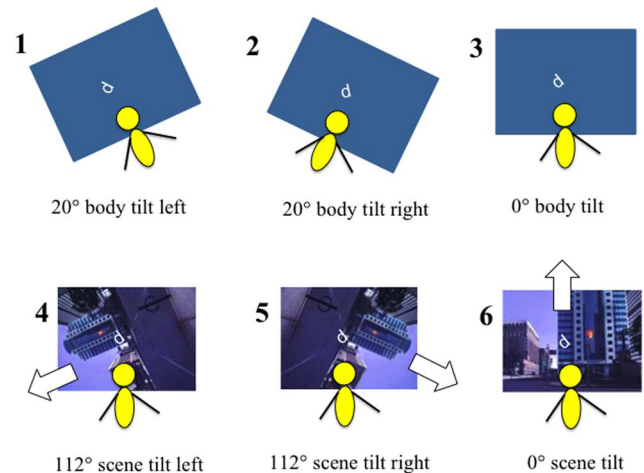 1
2
3
d
d
d
20° body tilt left
20° body tilt right
0° body tilt
4
5
6
d
d
d
112° scene tilt left
112° scene tilt right
0° scene tilt